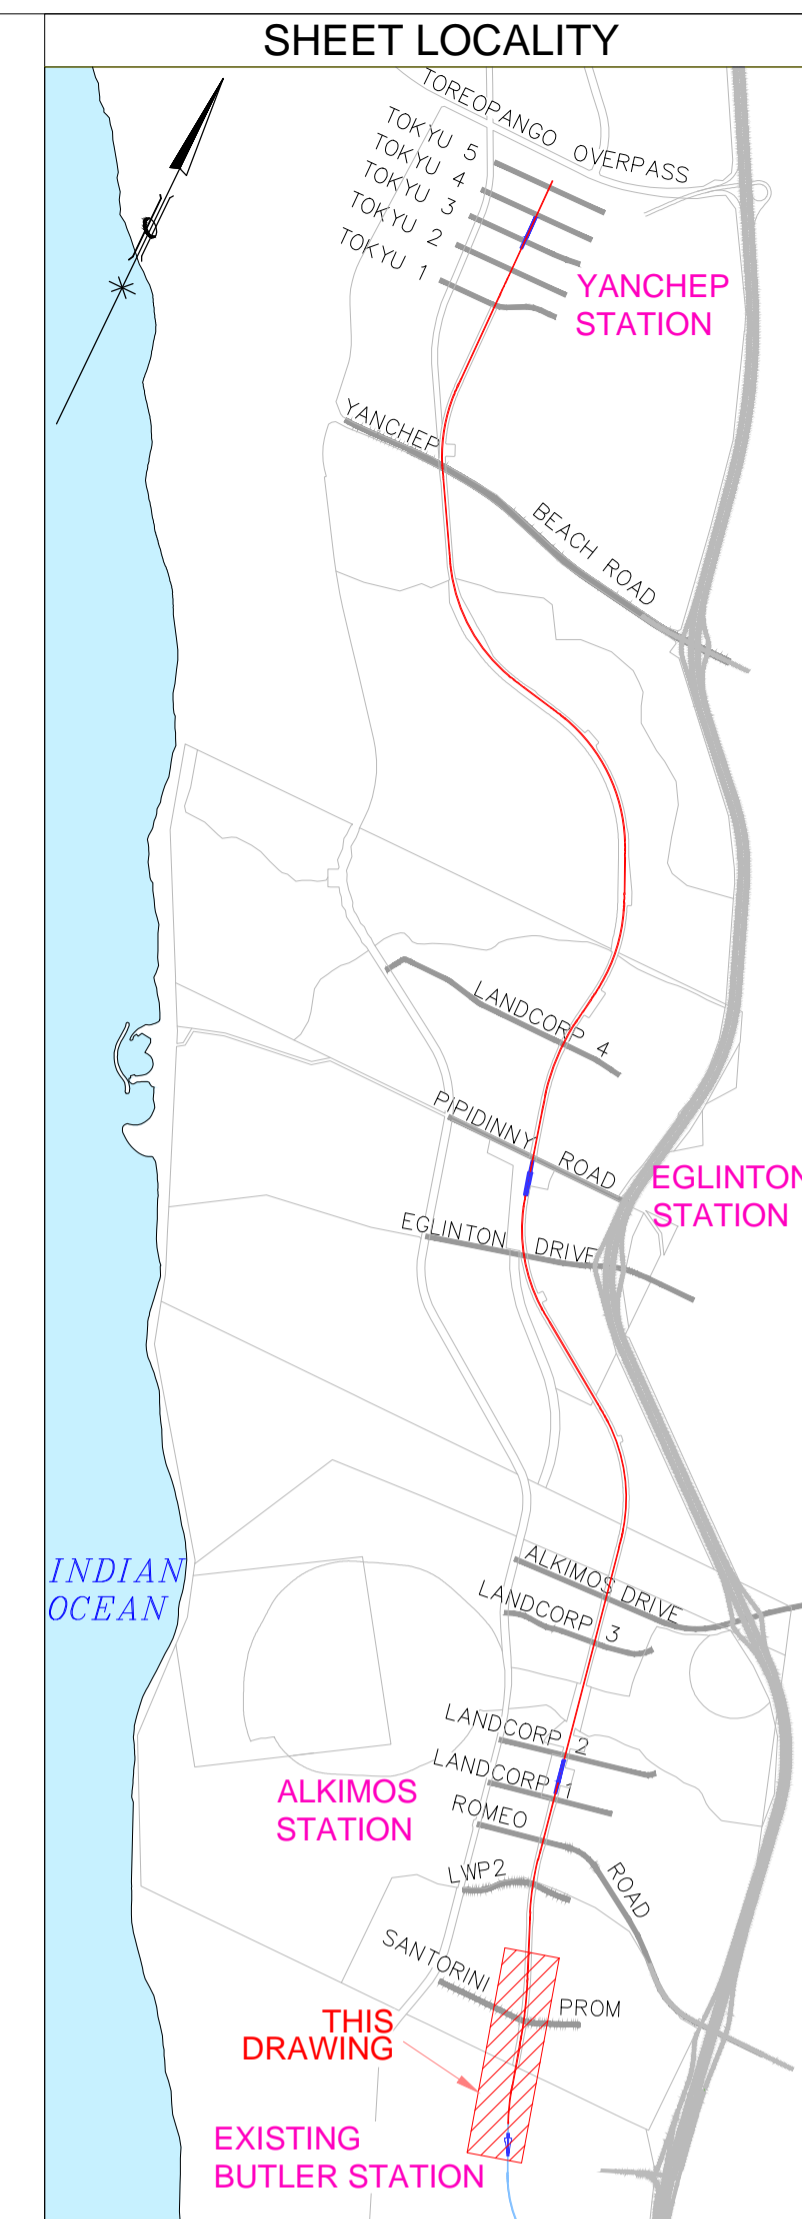 SHEET LOCALITY
TOREOPANGO OVERPASS
TOKYU 5
TOKYU 4
TOKYU 3
TOKYU 2
TOKYU 1
YANCHEP
STATION
YANCHEP BEACH ROAD
LANDCORP 4
PIPIDINNY ROAD
EGLINTON
STATION
EGLINTON DRIVE
INDIAN
OCEAN
ALKIMOS DRIVE
LANDCORP 3
LANDCORP 2
LANDCORP 1
ALKIMOS
STATION
ROMEO ROAD
LWP2
SANTORINI PROM
THIS
DRAWING
EXISTING
BUTLER STATION